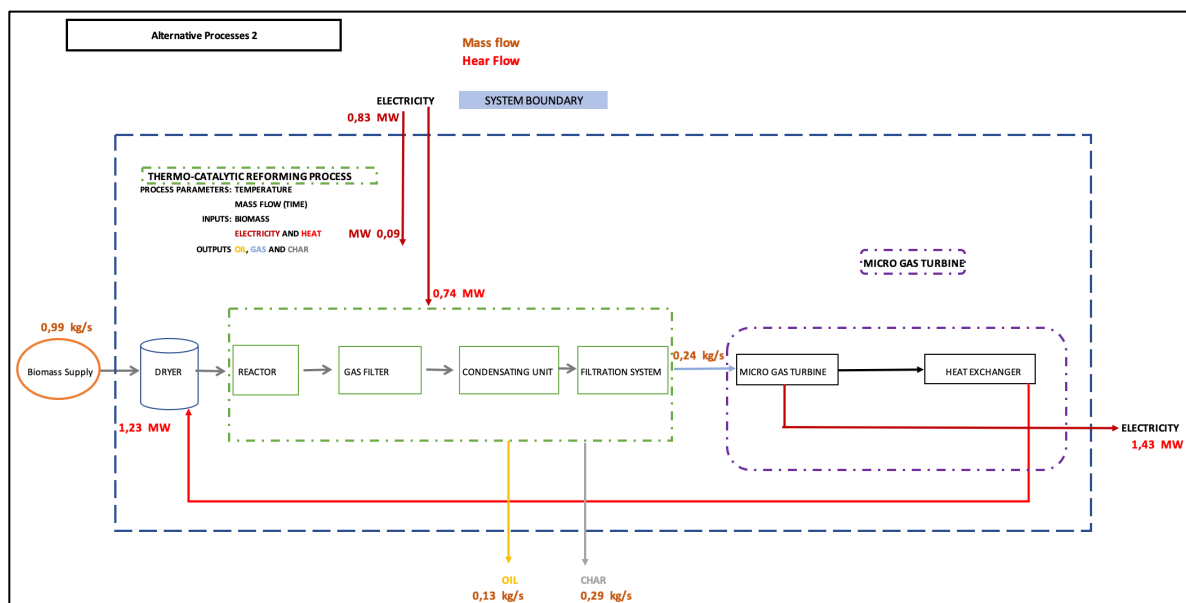 Alternative Processes 2
Mass flow
Hear Flow
ELECTRICITY
SYSTEM BOUNDARY
0,83 MW
THERMO-CATALYTIC REFORMING PROCESS
PROCESS PARAMETERS: TEMPERATURE
MASS FLOW (TIME)
INPUTS: BIOMASS
ELECTRICITY AND HEAT
OUTPUTS OIL, GAS AND CHAR
MW 0,09
MICRO GAS TURBINE
0,74 MW
0,99 kg/s
Biomass Supply
DRYER
REACTOR
GAS FILTER
CONDENSATING UNIT
FILTRATION SYSTEM
0,24 kg/s
MICRO GAS TURBINE
HEAT EXCHANGER
1,23 MW
ELECTRICITY
1,43 MW
OIL
0,13 kg/s
CHAR
0,29 kg/s